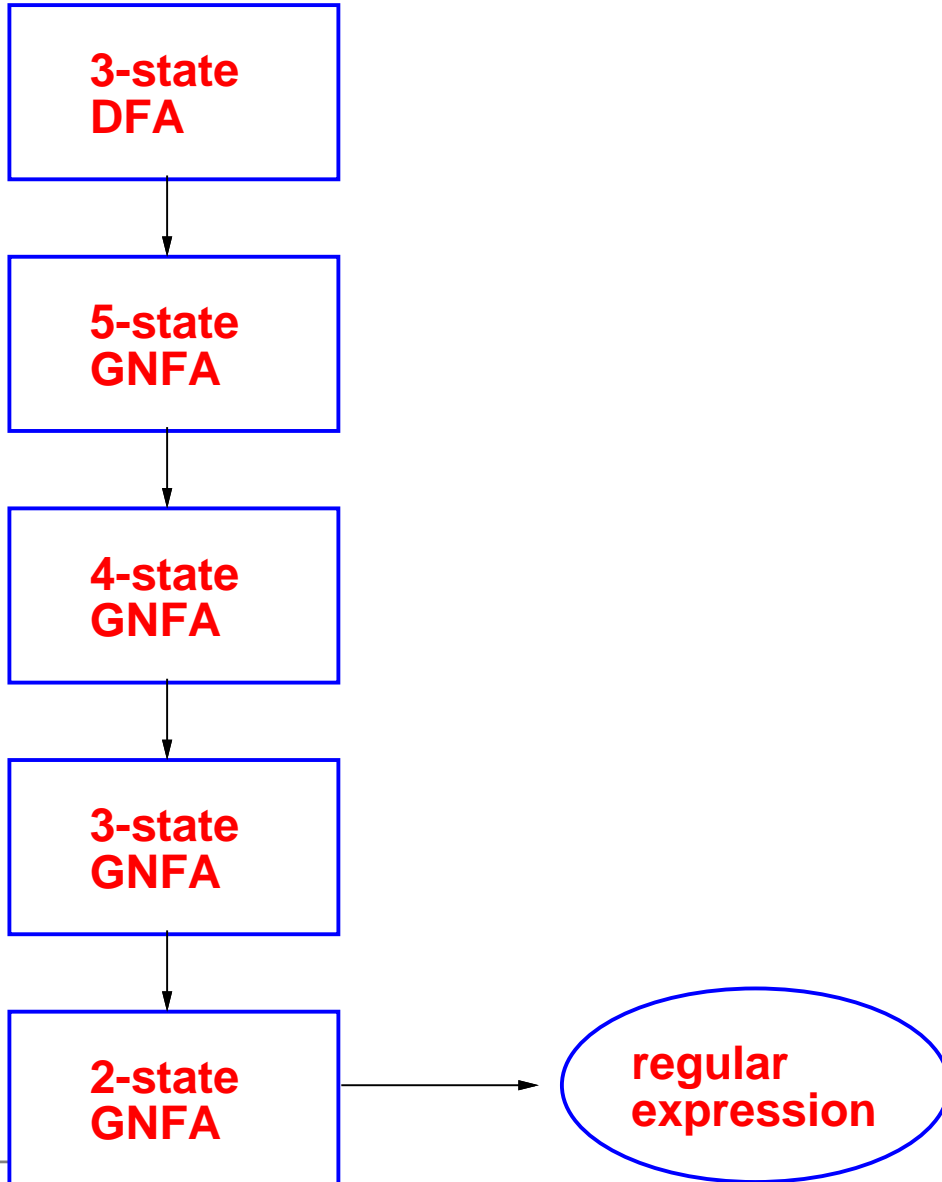 3-state
DFA
5-state
GNFA
4-state
GNFA
3-state
GNFA
2-state
GNFA
regular
expression